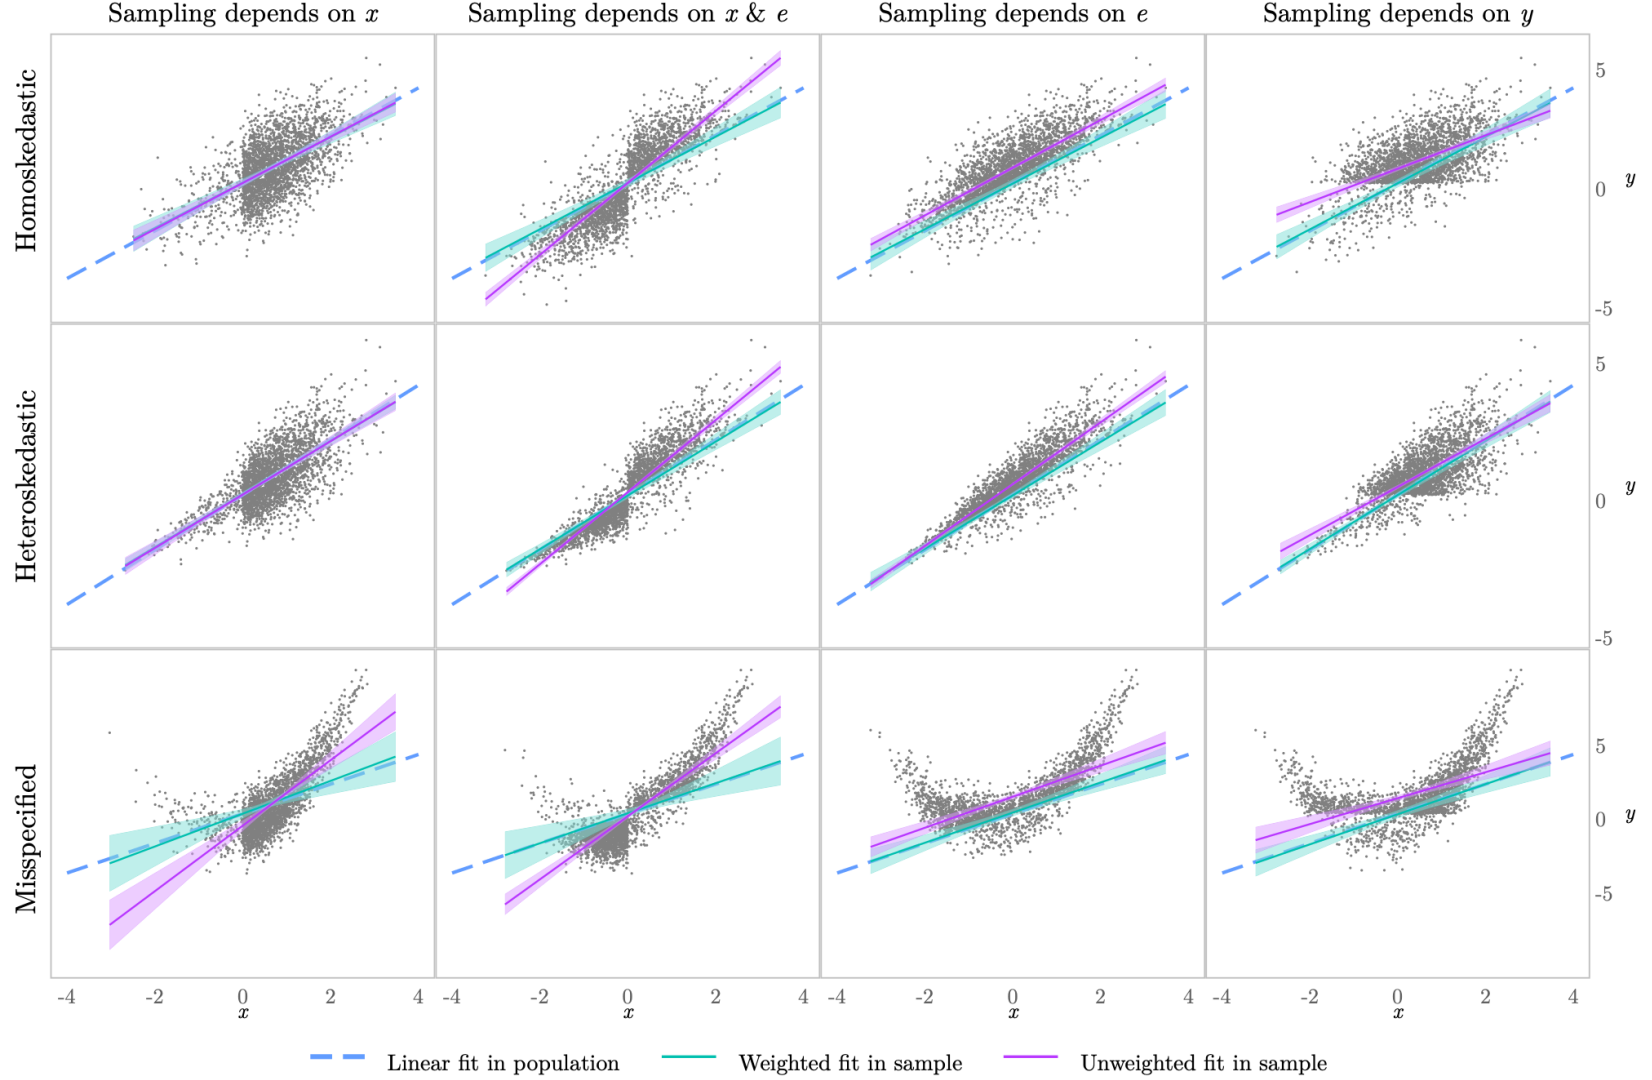 Sampling depends on x Sampling depends on x & e Sampling depends on e Sampling depends on y
Homoskedastic
5
0 y
-5
Heteroskedastic
5
0 y
-5
Misspecified
5
0 y
-5
-4 -2 0 2 4 -4 -2 0 2 4 -4 -2 0 2 4 -4 -2 0 2 4
x x x x
Linear fit in population Weighted fit in sample Unweighted fit in sample